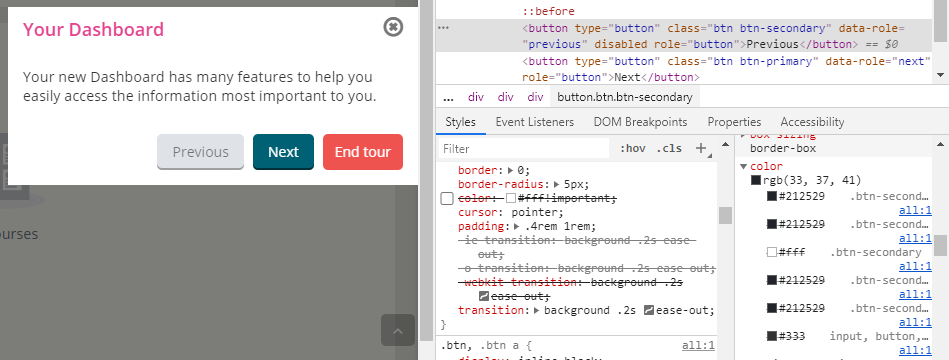 Your Dashboard
Your new Dashboard has many features to help you
easily access the information most important to you.
Previous
Next
End tour
urses
::before
<button type="button" class="btn btn-secondary" data-role=
"previous" disabled role="button">Previous</button> == $0
<button type="button" class="btn btn-primary" data-role="next"
role="button">Next</button>
... div div div button.btn.btn-secondary
Styles Event Listeners DOM Breakpoints Properties Accessibility
Filter :hov .cls +
border: 0;
border-radius: 5px;
color: #fff!important;
cursor: pointer;
padding: .4rem 1rem;
-ie-transition: background .2s ease-
out;
-o-transition: background .2s ease-out;
-webkit-transition: background .2s
ease-out;
transition: background .2s ease-out;
}
.btn, .btn a { all:1
box-sizing
border-box
color
rgb(33, 37, 41)
#212529 .btn-second…
all:1
#212529 .btn-second…
all:1
#fff .btn-secondary
all:1
#212529 .btn-second…
all:1
#212529 .btn-second…
all:1
#333 input, button,…